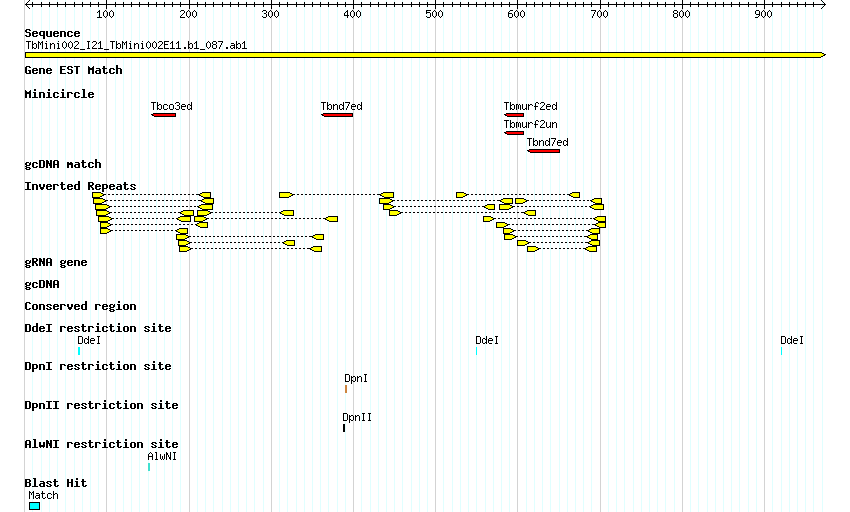 100 200 300 400 500 600 700 800 900
Sequence
TbMini002_I21_TbMini002E11.b1_087.ab1
Gene EST Match
Minicircle
Tbco3ed Tbnd7ed Tbmurf2ed
Tbmurf2un
Tbnd7ed
gcDNA match
Inverted Repeats
gRNA gene
gcDNA
Conserved region
DdeI restriction site
DdeI DdeI DdeI
DpnI restriction site
DpnI
DpnII restriction site
DpnII
AlwNI restriction site
AlwNI
Blast Hit
Match